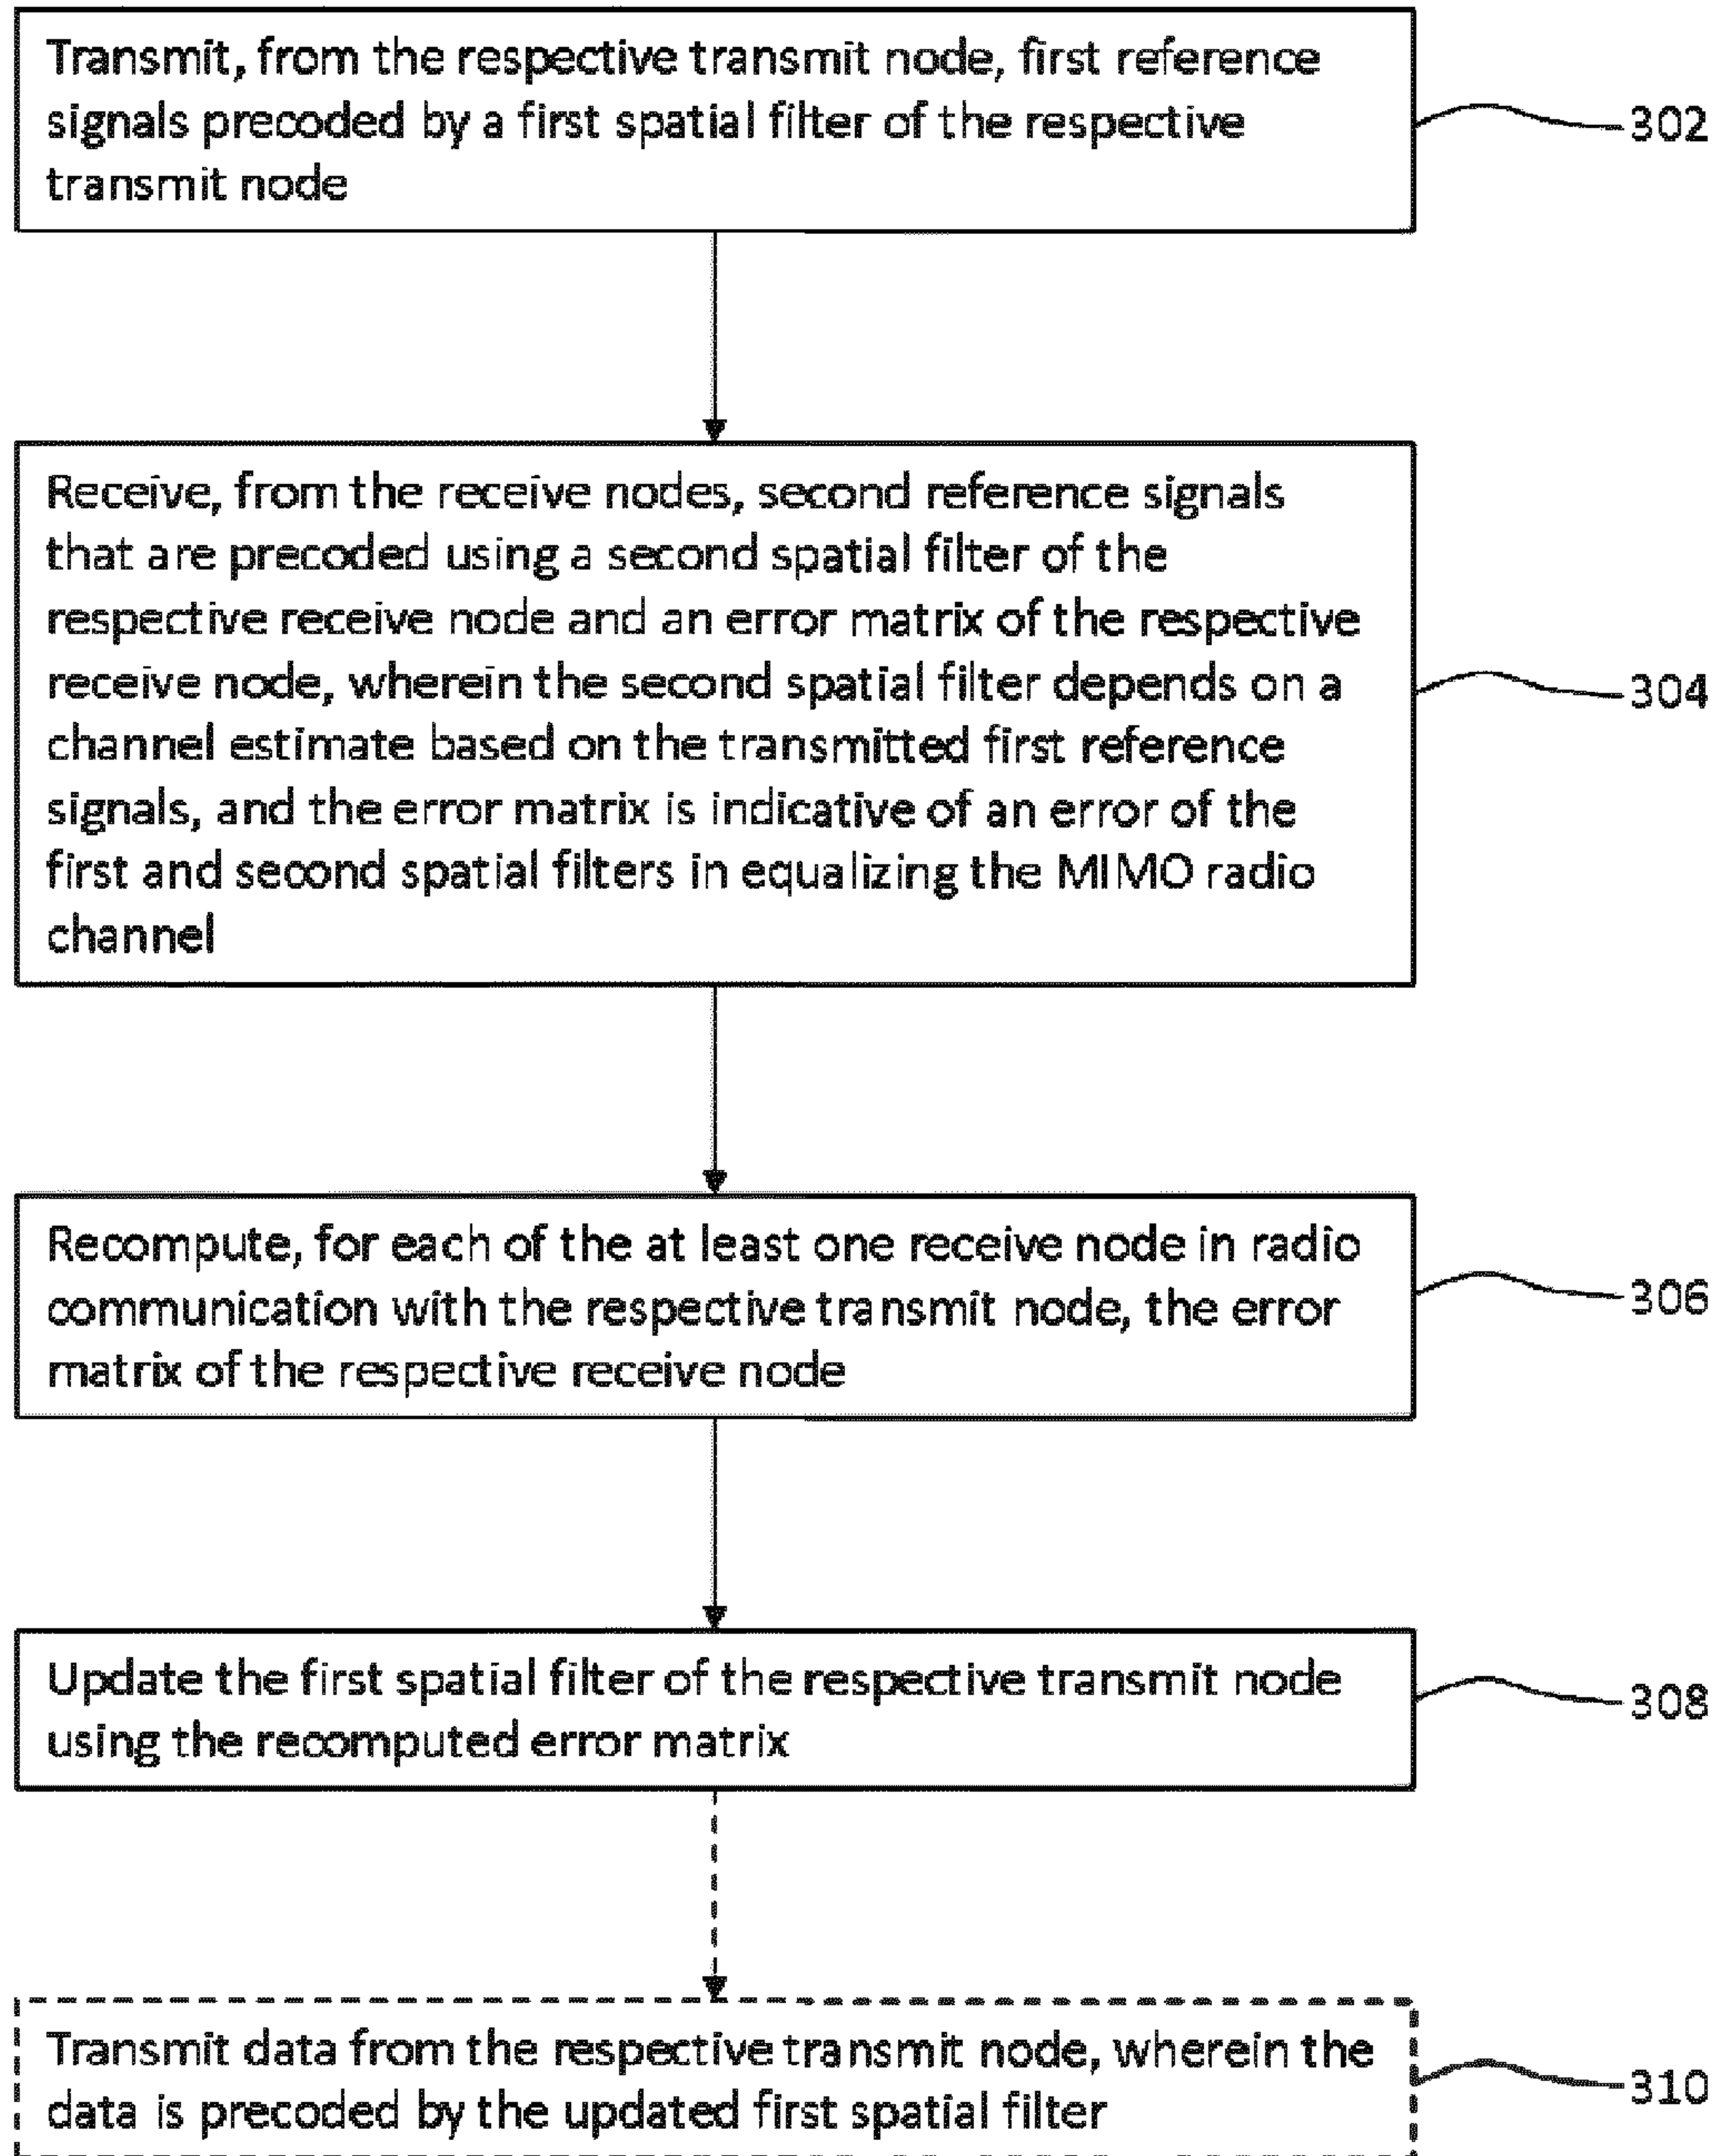 Transmit, from the respective transmit node, first reference
signals precoded by a first spatial filter of the respective
transmit node
302
Receive, from the receive nodes, second reference signals
that are precoded using a second spatial filter of the
respective receive node and an error matrix of the respective
receive node, wherein the second spatial filter depends on a
channel estimate based on the transmitted first reference
signals, and the error matrix is indicative of an error of the
first and second spatial filters in equalizing the MIMO radio
channel
304
Recompute, for each of the at least one receive node in radio
communication with the respective transmit node, the error
matrix of the respective receive node
306
Update the first spatial filter of the respective transmit node
using the recomputed error matrix
308
Transmit data from the respective transmit node, wherein the
data is precoded by the updated first spatial filter
310